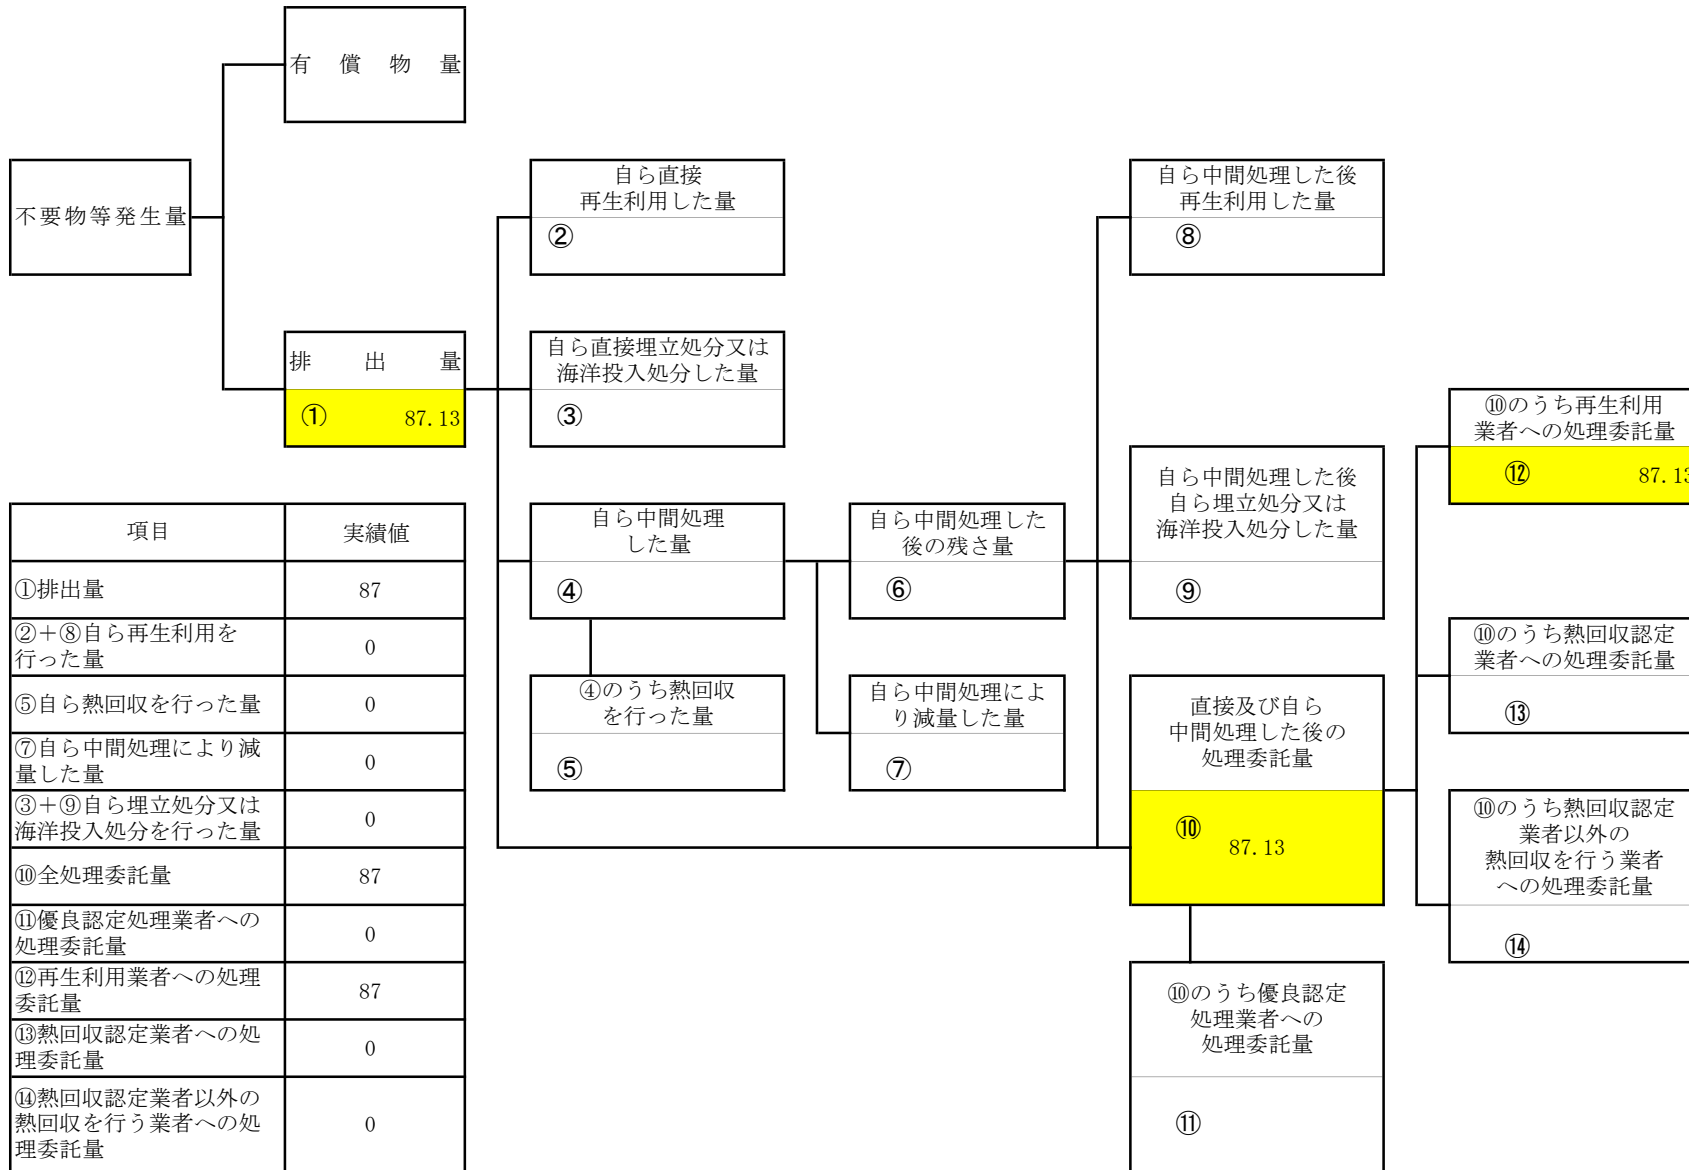 有償物量
不要物等発生量
排出量
① 87.13
自ら直接
再生利用した量
②
自ら直接埋立処分又は
海洋投入処分した量
③
自ら中間処理
した量
④
④のうち熱回収
を行った量
⑤
自ら中間処理した
後の残さ量
⑥
自ら中間処理によ
り減量した量
⑦
自ら中間処理した後
再生利用した量
⑧
自ら中間処理した後
自ら埋立処分又は
海洋投入処分した量
⑨
直接及び自ら
中間処理した後の
処理委託量
⑩
87.13
⑩のうち優良認定
処理業者への
処理委託量
⑪
⑩のうち再生利用
業者への処理委託量
⑫ 87.13
⑩のうち熱回収認定
業者への処理委託量
⑬
⑩のうち熱回収認定
業者以外の
熱回収を行う業者
への処理委託量
⑭
項目 実績値
①排出量 87
②+⑧自ら再生利用を
行った量 0
⑤自ら熱回収を行った量 0
⑦自ら中間処理により減
量した量 0
③+⑨自ら埋立処分又は
海洋投入処分を行った量 0
⑩全処理委託量 87
⑪優良認定処理業者への
処理委託量 0
⑫再生利用業者への処理
委託量 87
⑬熱回収認定業者への処
理委託量 0
⑭熱回収認定業者以外の
熱回収を行う業者への処
理委託量 0